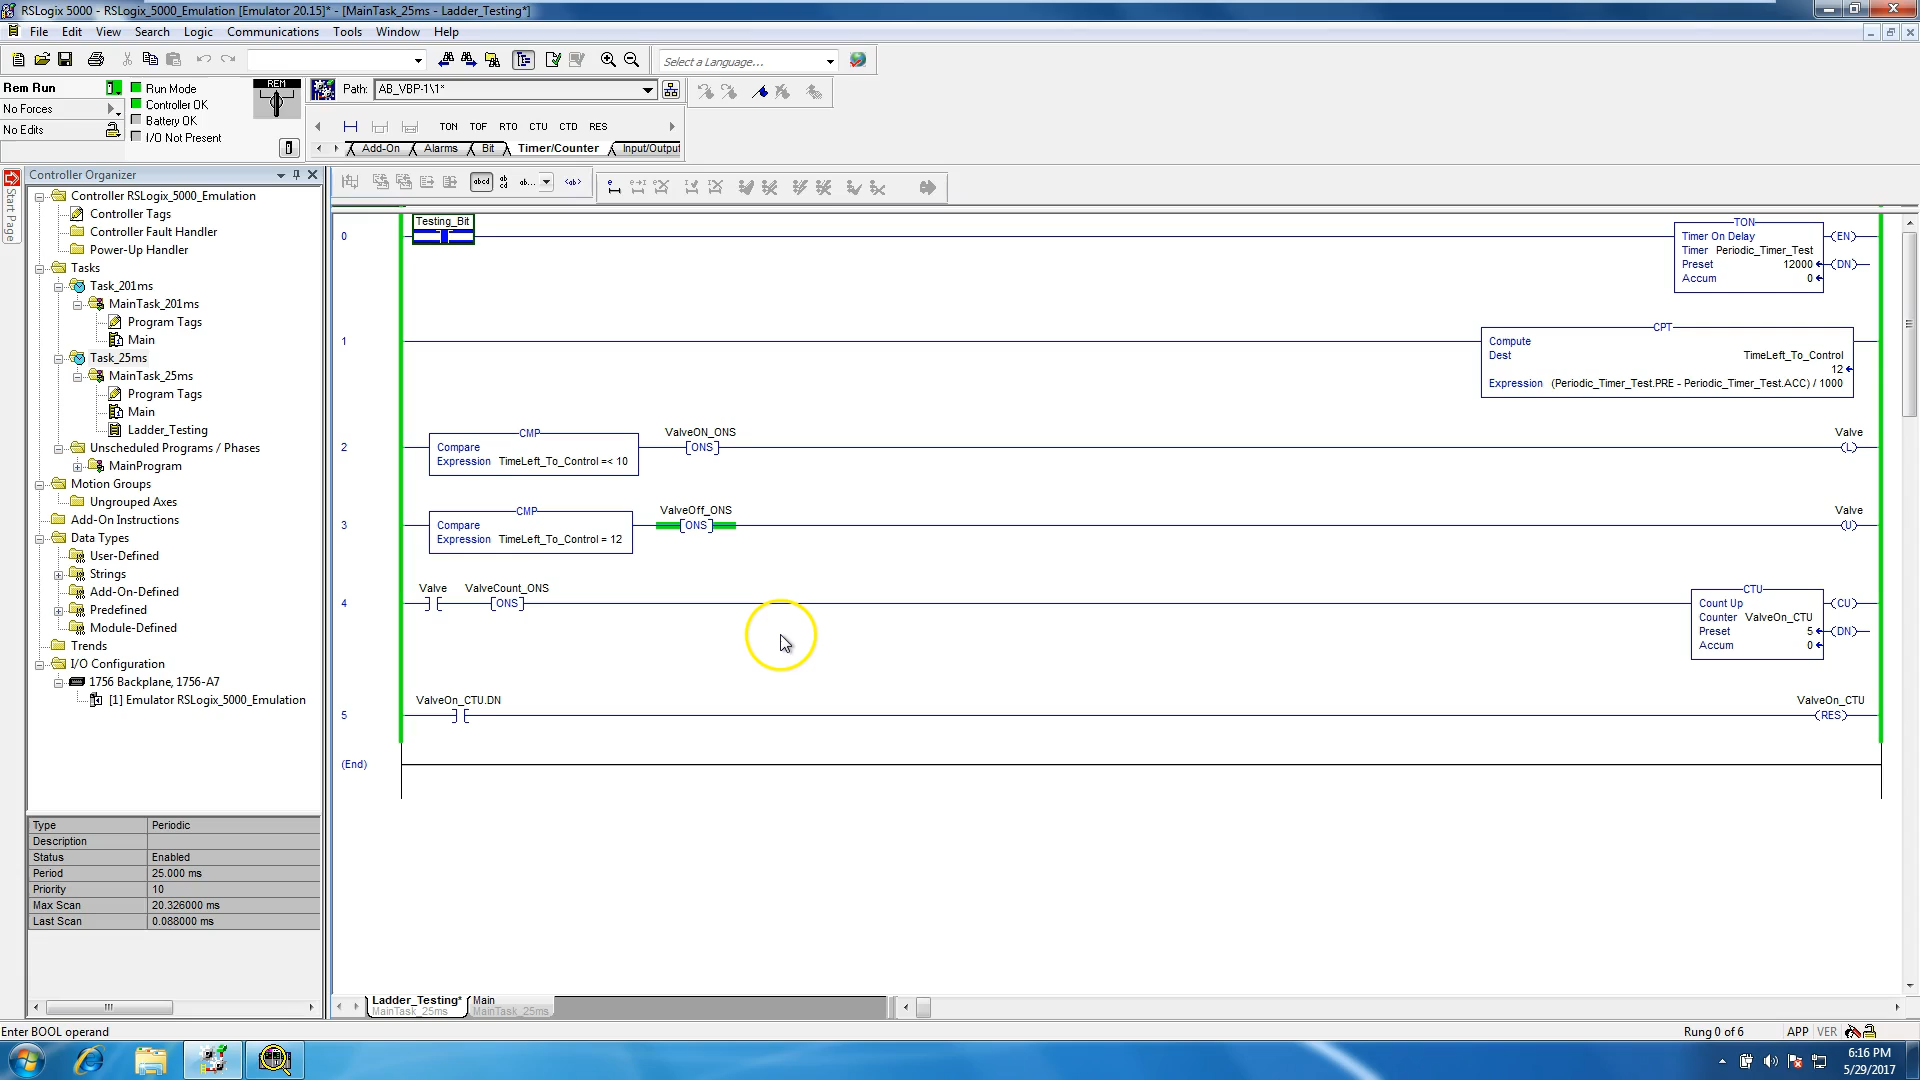 RSLogix 5000 - RSLogix_5000_Emulation [Emulator 20.15]* - [MainTask_25ms - Ladder_Testing*]
File Edit View Search Logic Communications Tools Window Help
Select a Language...
Rem Run
No Forces
No Edits
Run Mode
Controller OK
Battery OK
I/O Not Present
REM
Path: AB_VBP-1\1*
TON TOF RTO CTU CTD RES
Add-On Alarms Bit Timer/Counter Input/Output
Start Page
Controller Organizer
Controller RSLogix_5000_Emulation
Controller Tags
Controller Fault Handler
Power-Up Handler
Tasks
Task_201ms
MainTask_201ms
Program Tags
Main
Task_25ms
MainTask_25ms
Program Tags
Main
Ladder_Testing
Unscheduled Programs / Phases
MainProgram
Motion Groups
Ungrouped Axes
Add-On Instructions
Data Types
User-Defined
Strings
Add-On-Defined
Predefined
Module-Defined
Trends
I/O Configuration
1756 Backplane, 1756-A7
[1] Emulator RSLogix_5000_Emulation
Type Periodic
Description
Status Enabled
Period 25.000 ms
Priority 10
Max Scan 20.326000 ms
Last Scan 0.088000 ms
abcd
ab cd
ab...
<ab>
0
Testing_Bit
TON
Timer On Delay
Timer Periodic_Timer_Test
Preset 12000
Accum 0
(EN)
(DN)
1
CPT
Compute
Dest TimeLeft_To_Control
12
Expression (Periodic_Timer_Test.PRE - Periodic_Timer_Test.ACC) / 1000
2
CMP
Compare
Expression TimeLeft_To_Control =< 10
ValveON_ONS
[ONS]
Valve
(L)
3
CMP
Compare
Expression TimeLeft_To_Control = 12
ValveOff_ONS
[ONS]
Valve
(U)
4
Valve
ValveCount_ONS
[ONS]
CTU
Count Up
Counter ValveOn_CTU
Preset 5
Accum 0
(CU)
(DN)
5
ValveOn_CTU.DN
ValveOn_CTU
(RES)
(End)
Ladder_Testing* Main
MainTask_25ms MainTask_25ms
Enter BOOL operand
Rung 0 of 6
APP
VER
6:16 PM
5/29/2017